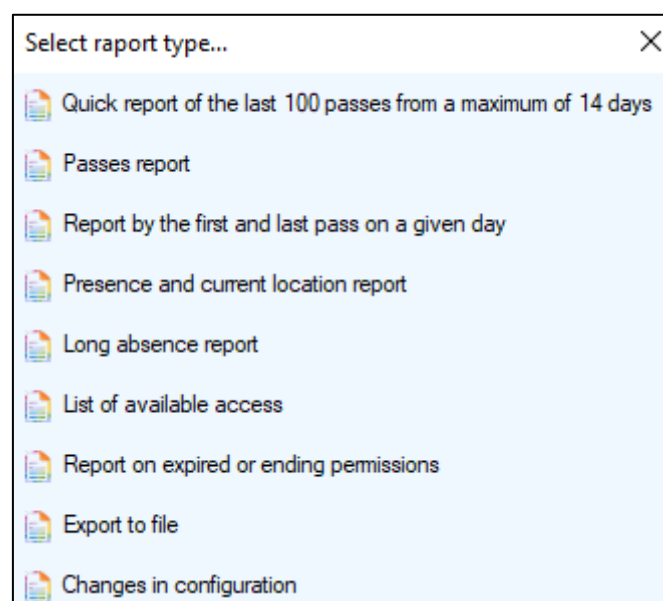 Select raport type...
Quick report of the last 100 passes from a maximum of 14 days
Passes report
Report by the first and last pass on a given day
Presence and current location report
Long absence report
List of available access
Report on expired or ending permissions
Export to file
Changes in configuration